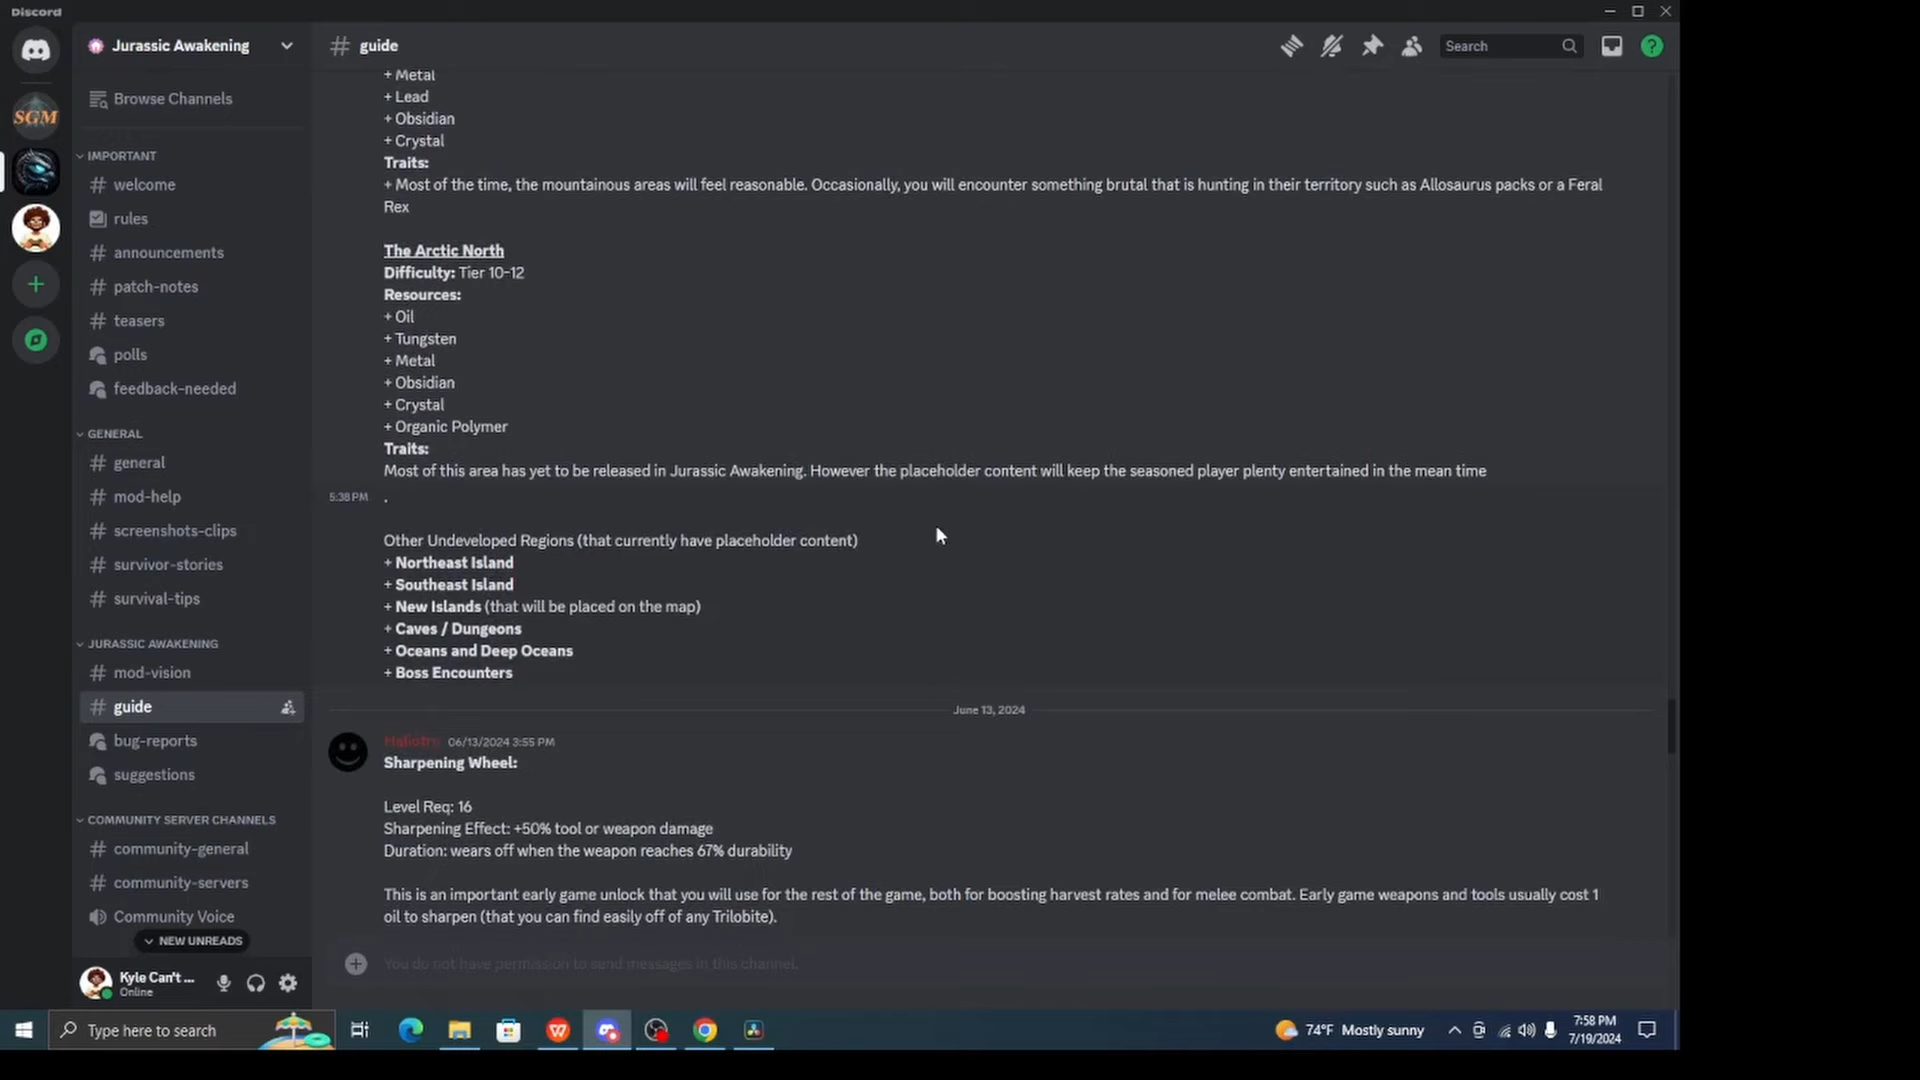 Discord
Jurassic Awakening
# guide
Search
SGM
Browse Channels
IMPORTANT
# welcome
rules
# announcements
# patch-notes
# teasers
polls
feedback-needed
GENERAL
# general
# mod-help
# screenshots-clips
# survivor-stories
# survival-tips
JURASSIC AWAKENING
# mod-vision
# guide
bug-reports
suggestions
COMMUNITY SERVER CHANNELS
# community-general
# community-servers
Community Voice
NEW UNREADS
Kyle Can't ...
Online
+ Metal
+ Lead
+ Obsidian
+ Crystal
Traits:
+ Most of the time, the mountainous areas will feel reasonable. Occasionally, you will encounter something brutal that is hunting in their territory such as Allosaurus packs or a Feral
Rex
The Arctic North
Difficulty: Tier 10-12
Resources:
+ Oil
+ Tungsten
+ Metal
+ Obsidian
+ Crystal
+ Organic Polymer
Traits:
Most of this area has yet to be released in Jurassic Awakening. However the placeholder content will keep the seasoned player plenty entertained in the mean time
5:38 PM .
Other Undeveloped Regions (that currently have placeholder content)
+ Northeast Island
+ Southeast Island
+ New Islands (that will be placed on the map)
+ Caves / Dungeons
+ Oceans and Deep Oceans
+ Boss Encounters
June 13, 2024
06/13/2024 3:55 PM
Sharpening Wheel:
Level Req: 16
Sharpening Effect: +50% tool or weapon damage
Duration: wears off when the weapon reaches 67% durability
This is an important early game unlock that you will use for the rest of the game, both for boosting harvest rates and for melee combat. Early game weapons and tools usually cost 1
oil to sharpen (that you can find easily off of any Trilobite).
You do not have permission to send messages in this channel.
Type here to search
74°F Mostly sunny
7:58 PM
7/19/2024